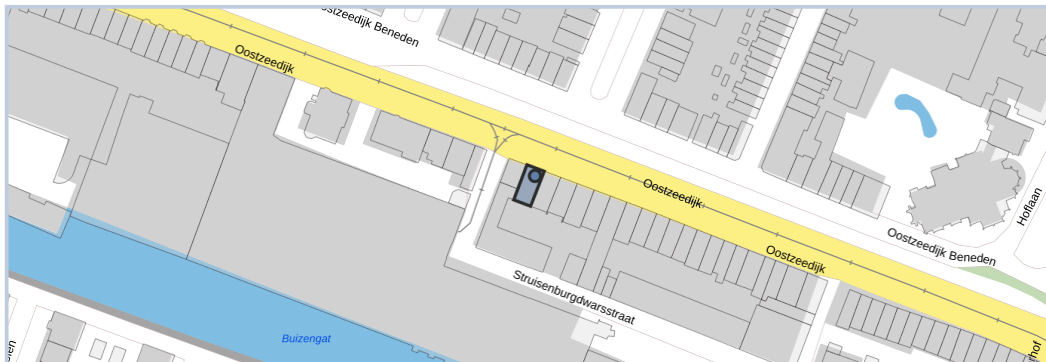 Oostzeedijk Beneden
Oostzeedijk
Oostzeedijk
Hoflaan
Oostzeedijk Beneden
Oostzeedijk
Struisenburgdwarsstraat
Buizengat